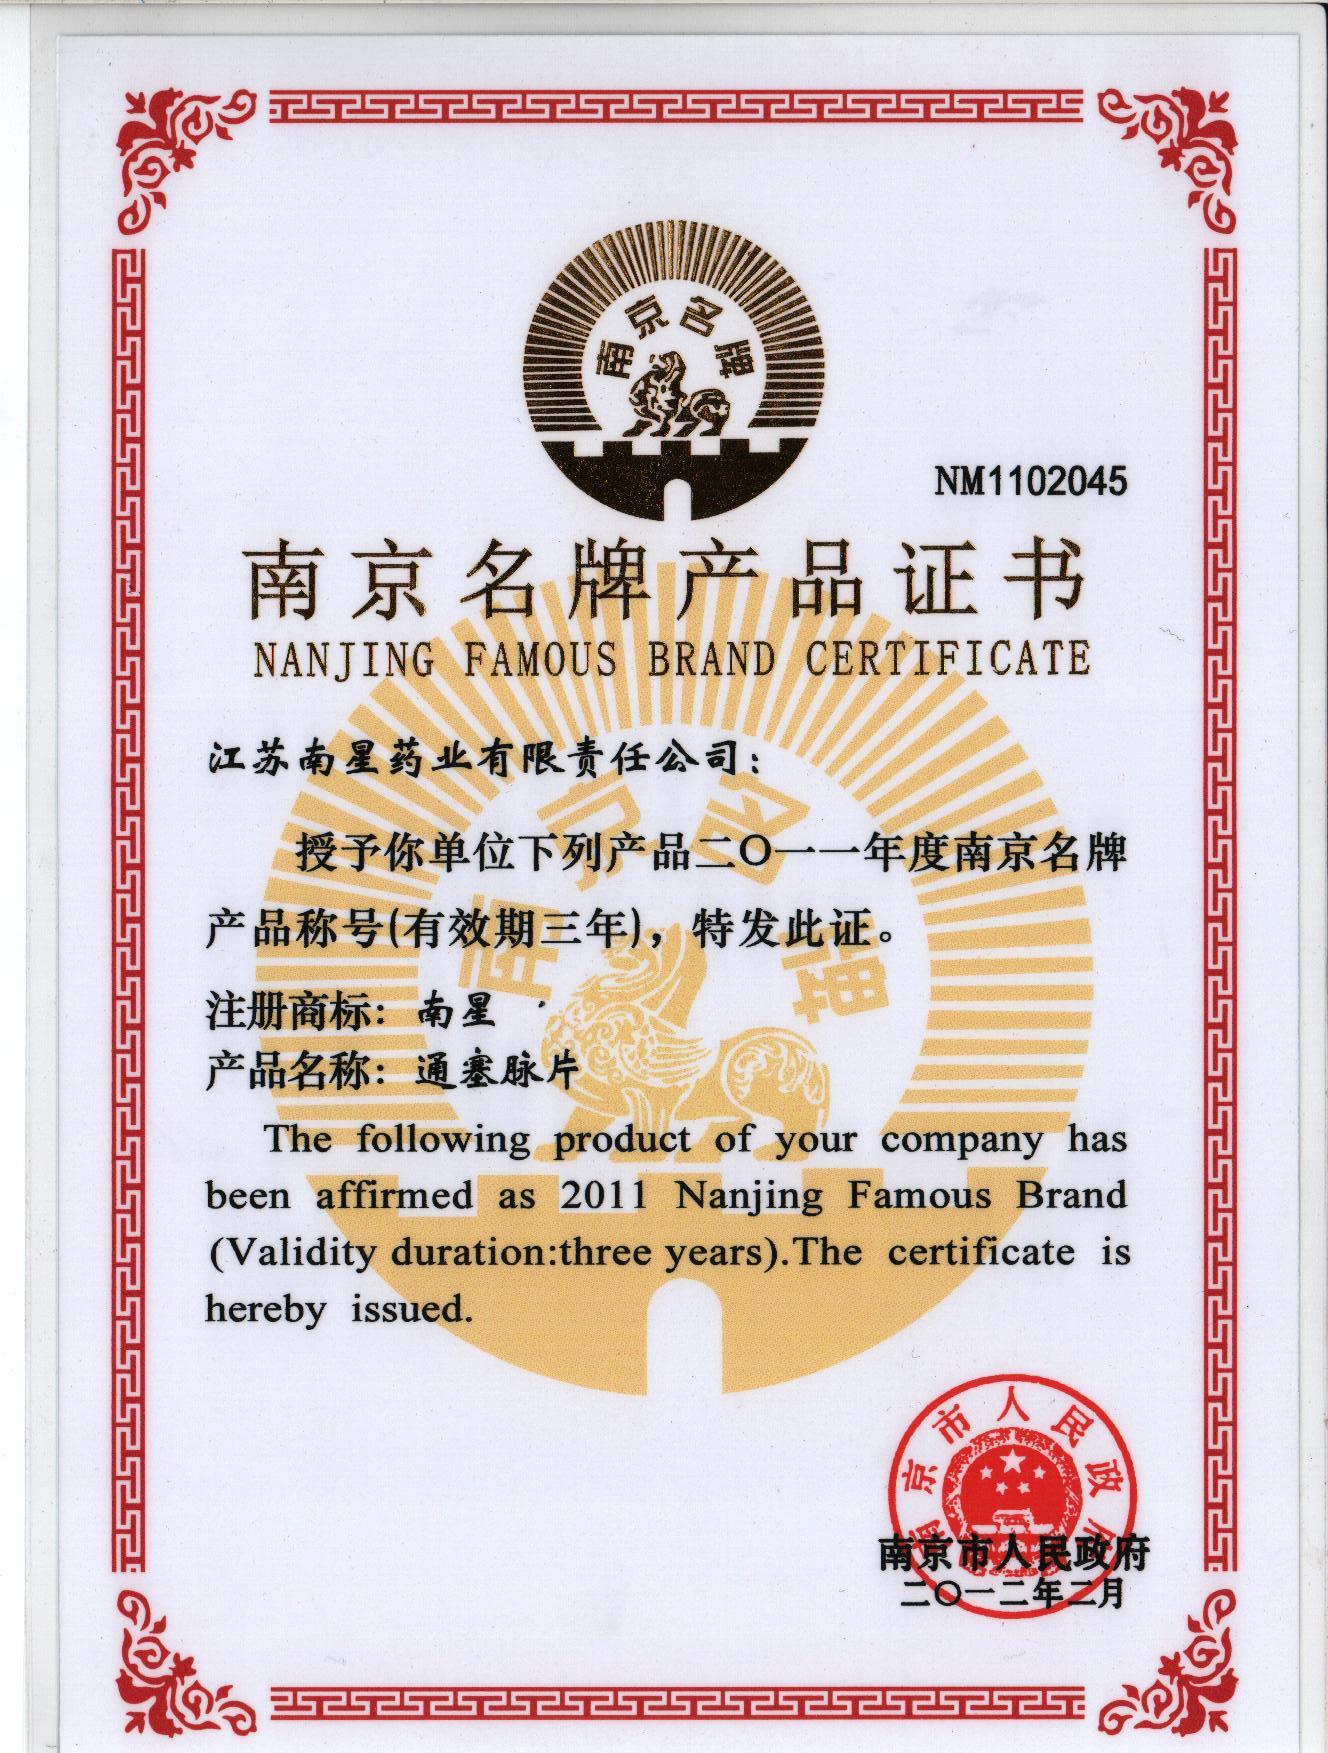 南京名牌
NM1102045
南京名牌产品证书
NANJING FAMOUS BRAND CERTIFICATE
江苏南星药业有限责任公司：
授予你单位下列产品二〇一一年度南京名牌
产品称号(有效期三年)，特发此证。
南京名牌
注册商标：南星
产品名称：通塞脉片
The following product of your company has
been affirmed as 2011 Nanjing Famous Brand
(Validity duration:three years).The certificate is
hereby issued.
南京市人民政府
南京市人民政府
二〇一二年二月